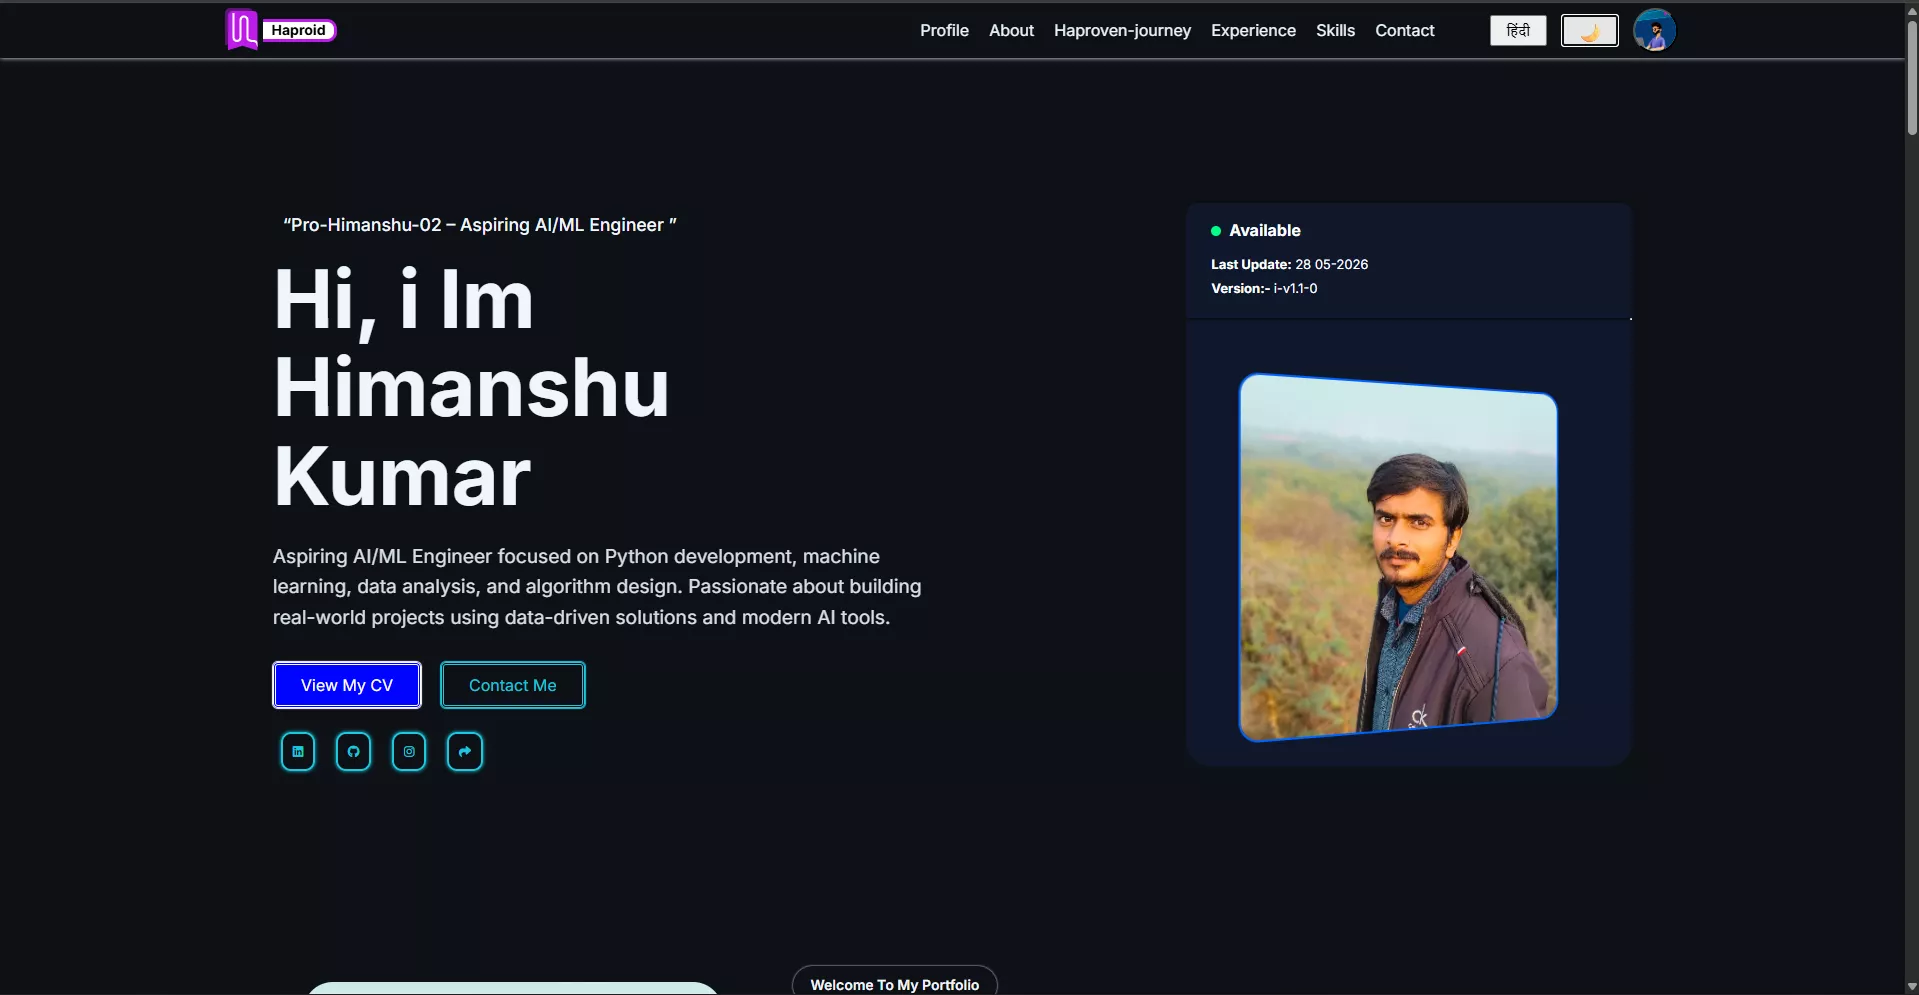 Haproid
Profile About Haproven-journey Experience Skills Contact हिंदी
“Pro-Himanshu-02 – Aspiring AI/ML Engineer ”
Hi, i Im
Himanshu
Kumar
Aspiring AI/ML Engineer focused on Python development, machine
learning, data analysis, and algorithm design. Passionate about building
real-world projects using data-driven solutions and modern AI tools.
View My CV Contact Me
Available
Last Update: 28 05-2026
Version:- i-v1.1-0
Welcome To My Portfolio